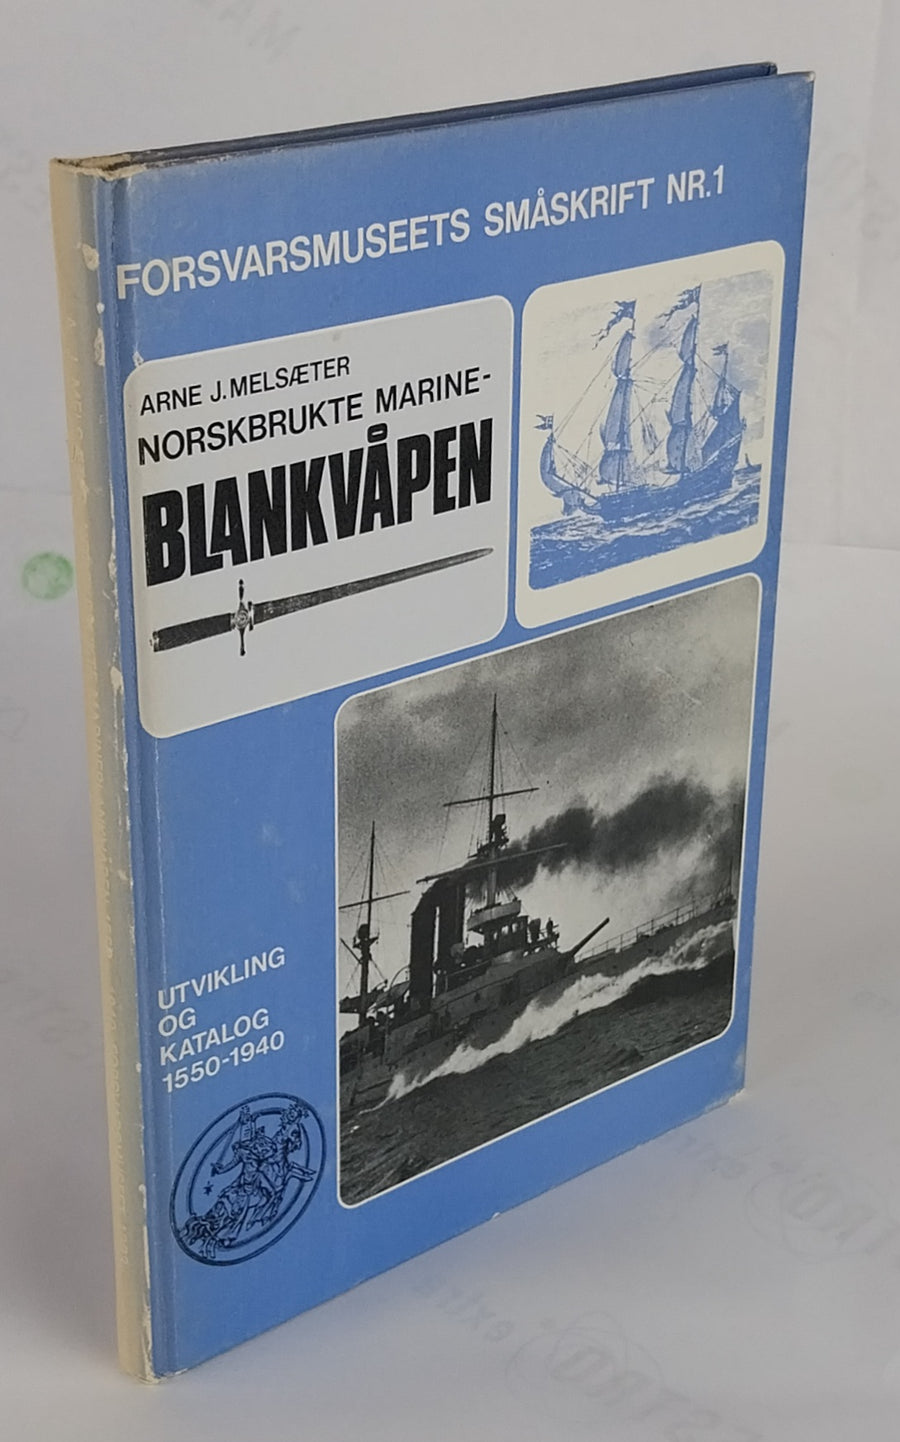 FORSVARSMUSEETS SMÅSKRIFT NR.1
ARNE J. MELSÆTER
NORSKBRUKTE MARINE-
BLANKVÅPEN
UTVIKLING
OG
KATALOG
1550-1940